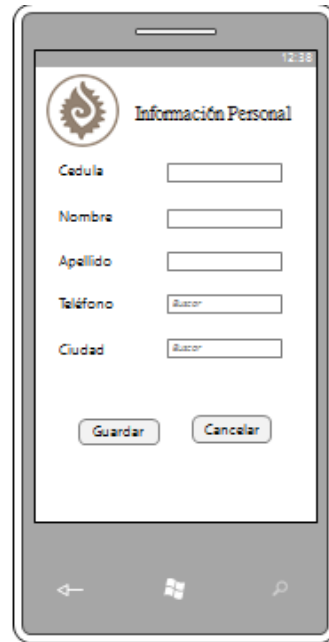 12:38
Información Personal
Cedula
Nombre
Apellido
Teléfono Buscar
Ciudad Buscar
Guardar Cancelar